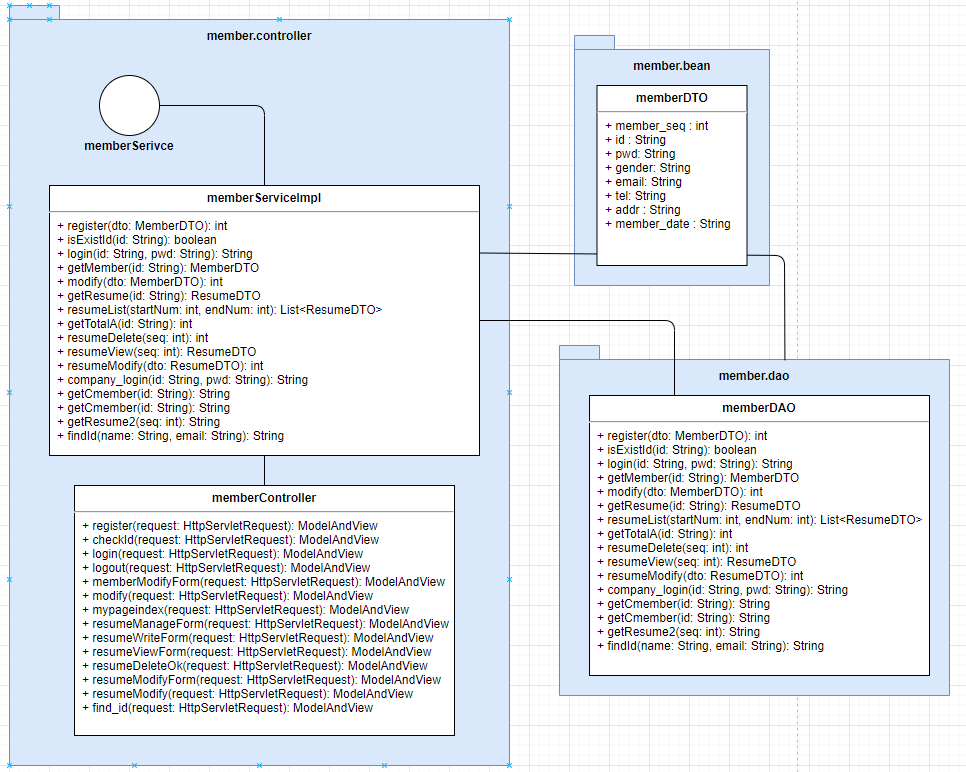 member.controller
memberSerivce
memberServiceImpl
+ register(dto: MemberDTO): int
+ isExistId(id: String): boolean
+ login(id: String, pwd: String): String
+ getMember(id: String): MemberDTO
+ modify(dto: MemberDTO): int
+ getResume(id: String): ResumeDTO
+ resumeList(startNum: int, endNum: int): List<ResumeDTO>
+ getTotalA(id: String): int
+ resumeDelete(seq: int): int
+ resumeView(seq: int): ResumeDTO
+ resumeModify(dto: ResumeDTO): int
+ company_login(id: String, pwd: String): String
+ getCmember(id: String): String
+ getCmember(id: String): String
+ getResume2(seq: int): String
+ findId(name: String, email: String): String
memberController
+ register(request: HttpServletRequest): ModelAndView
+ checkId(request: HttpServletRequest): ModelAndView
+ login(request: HttpServletRequest): ModelAndView
+ logout(request: HttpServletRequest): ModelAndView
+ memberModifyForm(request: HttpServletRequest): ModelAndView
+ modify(request: HttpServletRequest): ModelAndView
+ mypageindex(request: HttpServletRequest): ModelAndView
+ resumeManageForm(request: HttpServletRequest): ModelAndView
+ resumeWriteForm(request: HttpServletRequest): ModelAndView
+ resumeViewForm(request: HttpServletRequest): ModelAndView
+ resumeDeleteOk(request: HttpServletRequest): ModelAndView
+ resumeModifyForm(request: HttpServletRequest): ModelAndView
+ resumeModify(request: HttpServletRequest): ModelAndView
+ find_id(request: HttpServletRequest): ModelAndView
member.bean
memberDTO
+ member_seq : int
+ id : String
+ pwd: String
+ gender: String
+ email: String
+ tel: String
+ addr : String
+ member_date : String
member.dao
memberDAO
+ register(dto: MemberDTO): int
+ isExistId(id: String): boolean
+ login(id: String, pwd: String): String
+ getMember(id: String): MemberDTO
+ modify(dto: MemberDTO): int
+ getResume(id: String): ResumeDTO
+ resumeList(startNum: int, endNum: int): List<ResumeDTO>
+ getTotalA(id: String): int
+ resumeDelete(seq: int): int
+ resumeView(seq: int): ResumeDTO
+ resumeModify(dto: ResumeDTO): int
+ company_login(id: String, pwd: String): String
+ getCmember(id: String): String
+ getCmember(id: String): String
+ getResume2(seq: int): String
+ findId(name: String, email: String): String